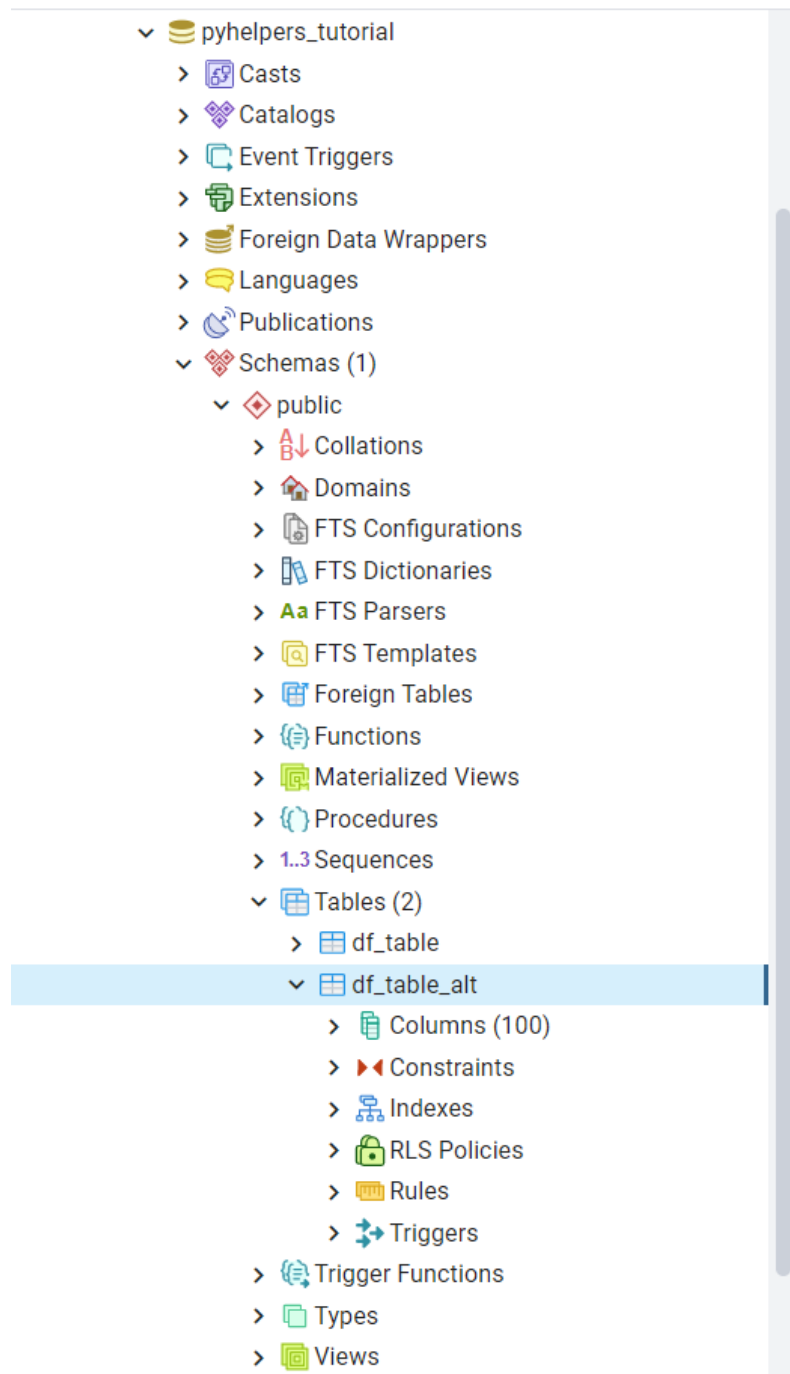 pyhelpers_tutorial
Casts
Catalogs
Event Triggers
Extensions
Foreign Data Wrappers
Languages
Publications
Schemas (1)
public
AB Collations
Domains
FTS Configurations
FTS Dictionaries
Aa FTS Parsers
FTS Templates
Foreign Tables
Functions
Materialized Views
Procedures
1..3 Sequences
Tables (2)
df_table
df_table_alt
Columns (100)
Constraints
Indexes
RLS Policies
Rules
Triggers
Trigger Functions
Types
Views